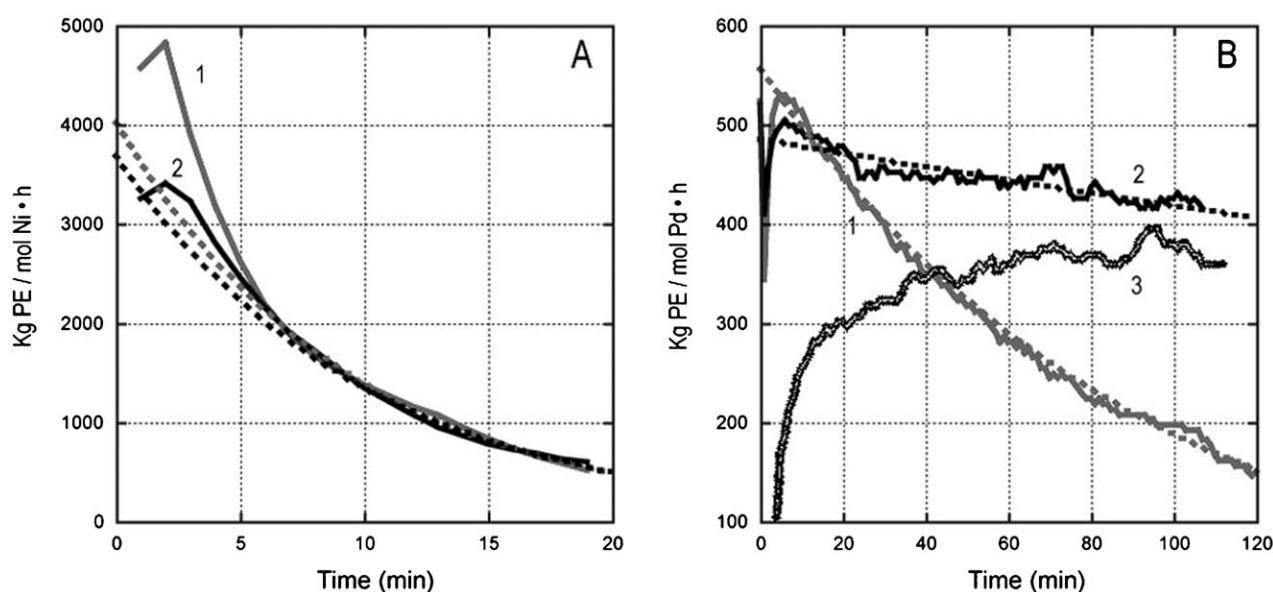 A
5000
4000
3000
2000
1000
0
Kg PE / mol Ni • h
1
2
0 5 10 15 20
Time (min)
B
600
500
400
300
200
100
Kg PE / mol Pd • h
2
1
3
0 20 40 60 80 100 120
Time (min)